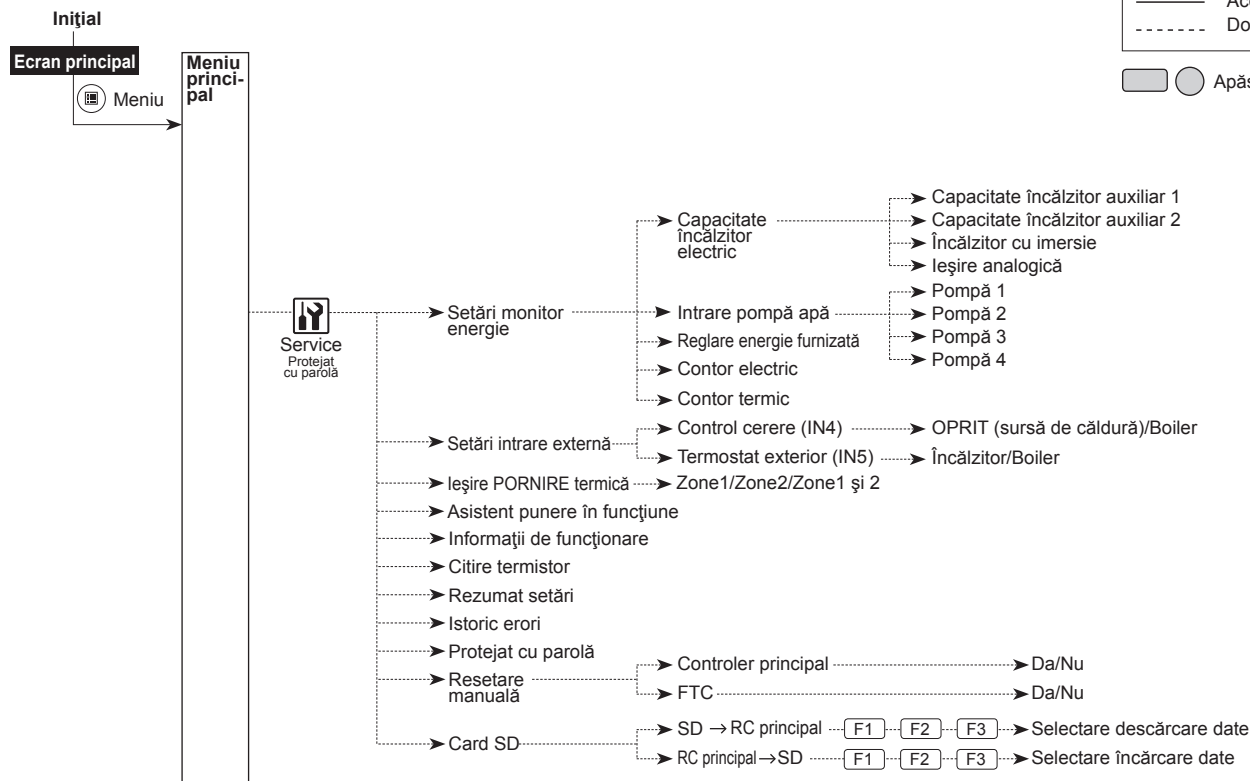 Iniţial
Ecran principal
Meniu
Meniu
princi-
pal
Service
Protejat
cu parolă
Setări monitor
energie
Capacitate
încălzitor
electric
Capacitate încălzitor auxiliar 1
Capacitate încălzitor auxiliar 2
Încălzitor cu imersie
Ieşire analogică
Intrare pompă apă
Pompă 1
Pompă 2
Pompă 3
Pompă 4
Reglare energie furnizată
Contor electric
Contor termic
Setări intrare externă
Control cerere (IN4)
OPRIT (sursă de căldură)/Boiler
Termostat exterior (IN5)
Încălzitor/Boiler
Ieşire PORNIRE termică
Zone1/Zone2/Zone1 şi 2
Asistent punere în funcţiune
Informaţii de funcţionare
Citire termistor
Rezumat setări
Istoric erori
Protejat cu parolă
Resetare
manuală
Controler principal
Da/Nu
FTC
Da/Nu
Card SD
SD → RC principal F1 F2 F3 Selectare descărcare date
RC principal→SD F1 F2 F3 Selectare încărcare date